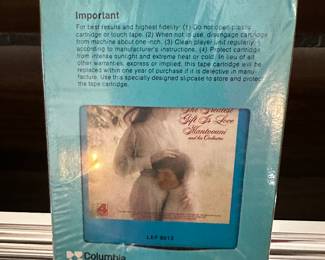 Important
For best results and highest fidelity: (1) Do not open plastic
cartridge or touch tape. (2) When not in use, disengage cartridge
from machine about one inch. (3) Clean player unit regularly
according to manufacturer's instructions. (4) Protect cartridge
from intense sunlight and extreme heat or cold. In lieu of all
other warranties, express or implied, this tape cartridge will be
replaced within one year of purchase if it is defective in manu-
facture. Use this specially designed slipcase to store and protect
the tape cartridge.
The Greatest
Gift Is Love
Mantovani
and his Orchestra
Columbia